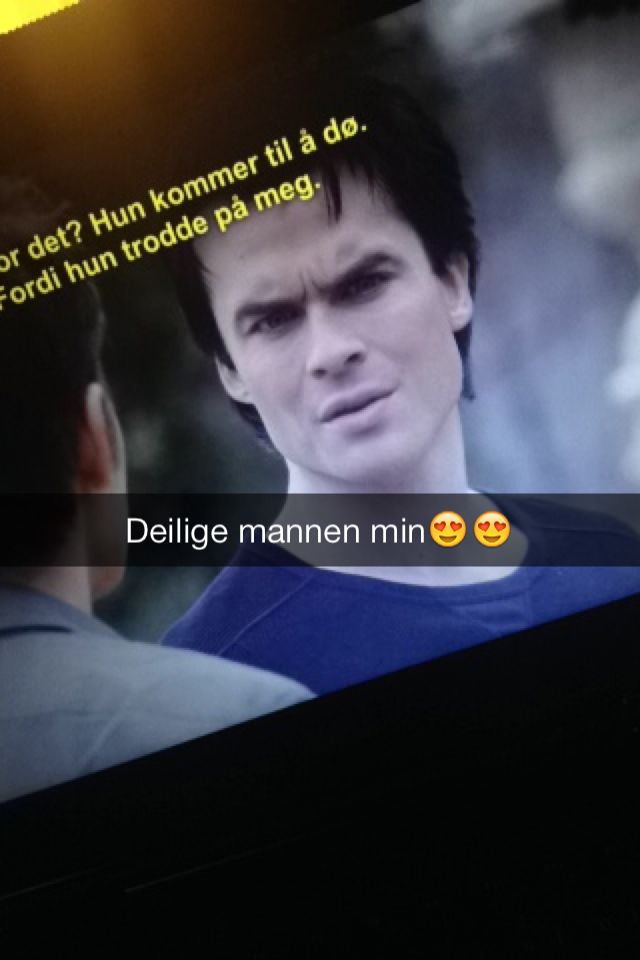 or det? Hun kommer til å dø.
Fordi hun trodde på meg.
Deilige mannen min😍😍